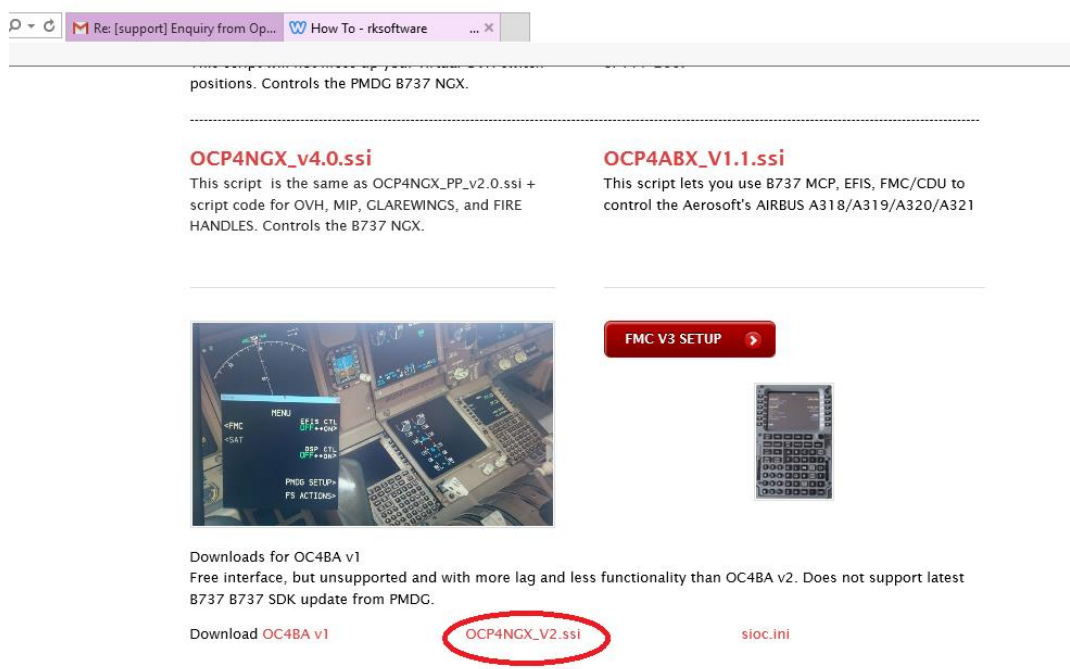 Re: [support] Enquiry from Op...
How To - rksoftware ...
positions. Controls the PMDG B737 NGX.
OCP4NGX_v4.0.ssi
This script is the same as OCP4NGX_PP_v2.0.ssi +
script code for OVH, MIP, GLAREWINGS, and FIRE
HANDLES. Controls the B737 NGX.
OCP4ABX_V1.1.ssi
This script lets you use B737 MCP, EFIS, FMC/CDU to
control the Aerosoft's AIRBUS A318/A319/A320/A321
MENU
<FMC
EFIS CTL
OFF↔ON>
<SAT
DSP CTL
OFF↔ON>
PMDG SETUP>
FS ACTIONS>
FMC V3 SETUP
Downloads for OC4BA v1
Free interface, but unsupported and with more lag and less functionality than OC4BA v2. Does not support latest
B737 B737 SDK update from PMDG.
Download OC4BA v1
OCP4NGX_V2.ssi
sioc.ini